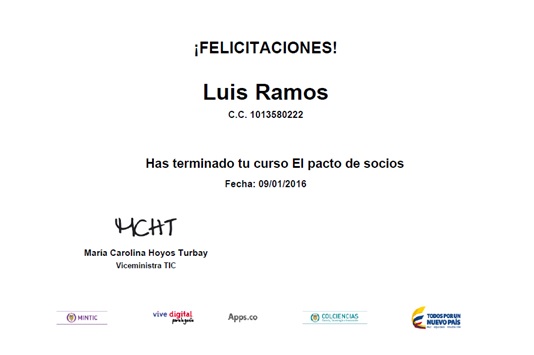 ¡FELICITACIONES!
Luis Ramos
C.C. 1013580222
Has terminado tu curso El pacto de socios
Fecha: 09/01/2016
MCHT
María Carolina Hoyos Turbay
Viceministra TIC
MINTIC
vive digital
para la gente
Apps.co
COLCIENCIAS
TODOS POR UN
NUEVO PAÍS